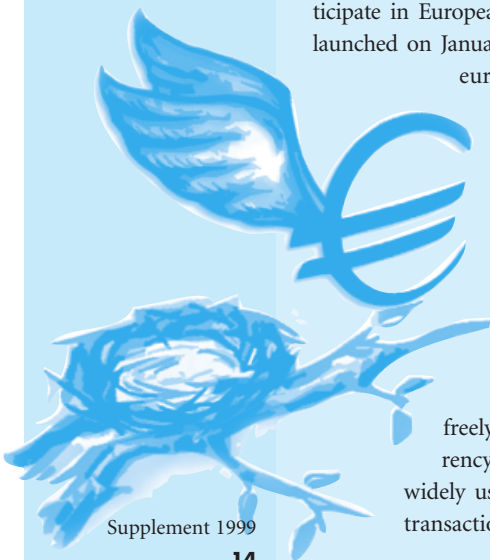 ticipate in Europea
launched on Janua
eur
freely
rency
widely us
transactio
Supplement 1999
14